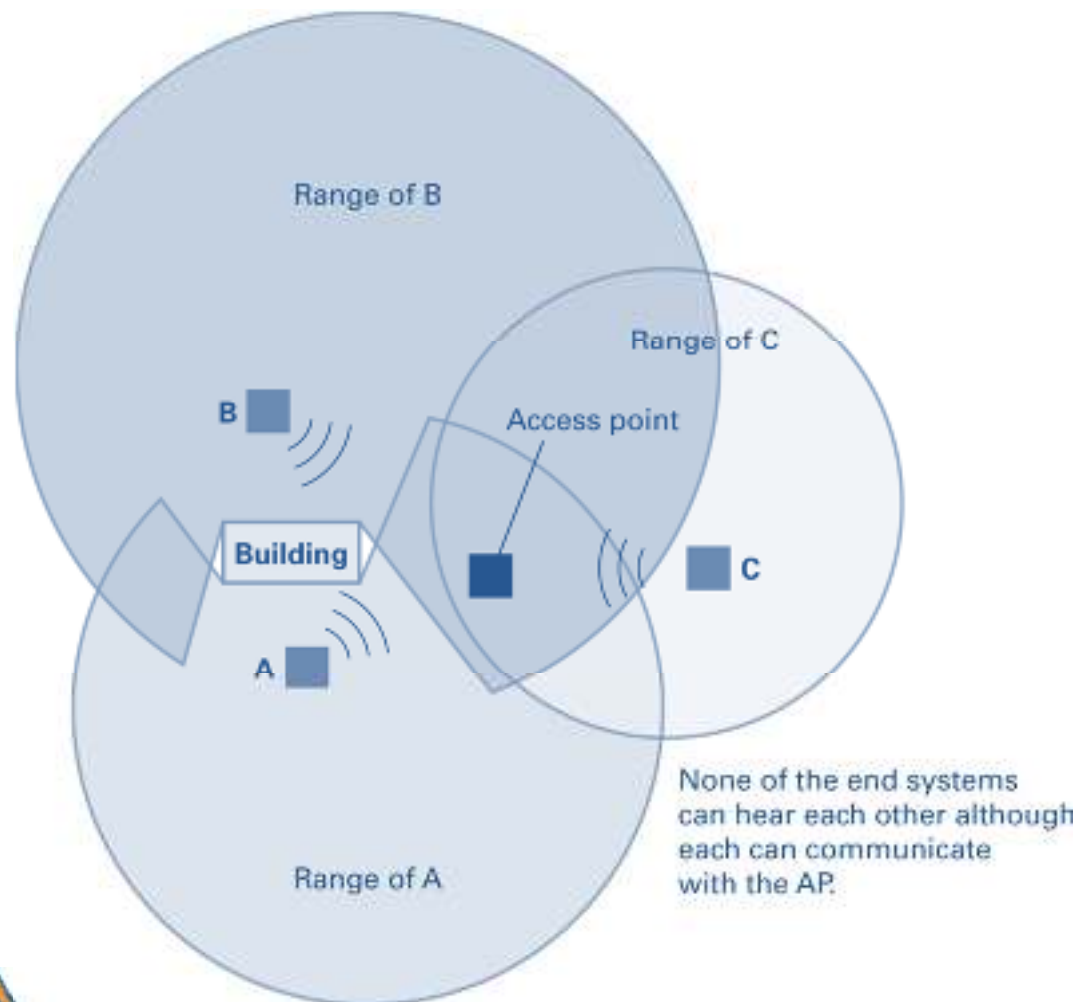 Range of B
Range of C
Access point
B
Building
C
A
Range of A
None of the end systems
can hear each other although
each can communicate
with the AP.